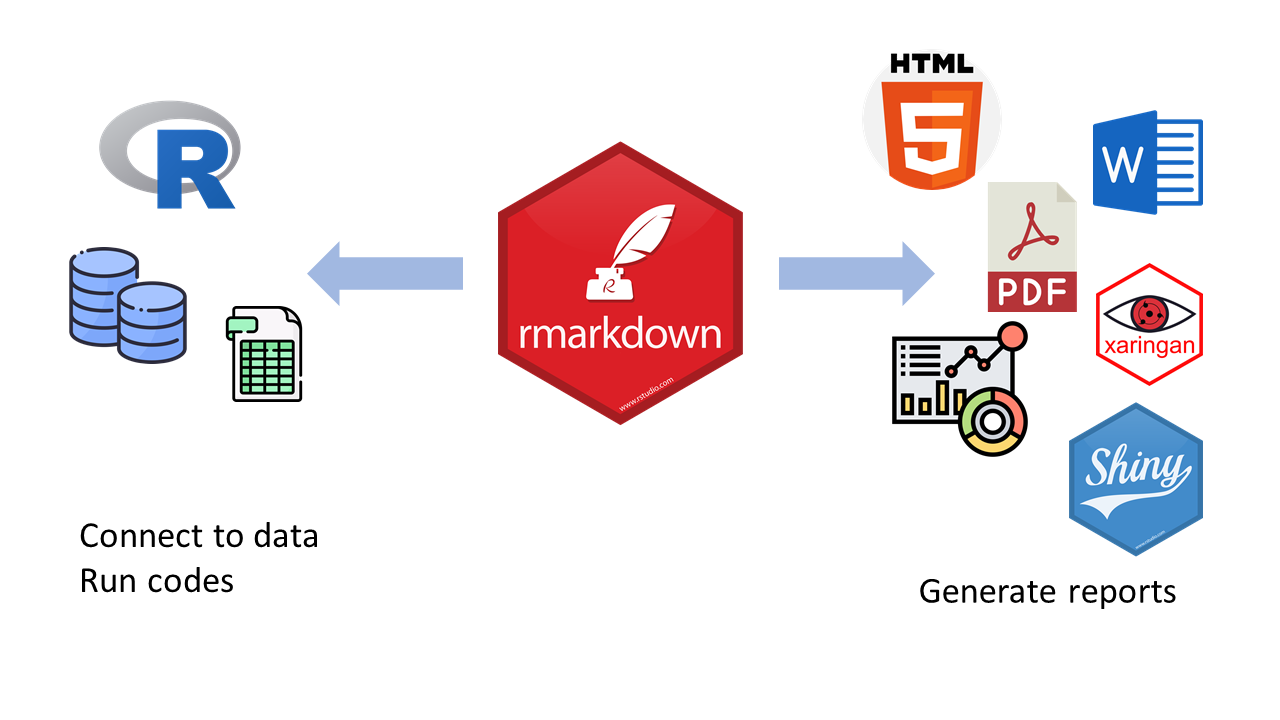 HTML
5
R
W
PDF
R
rmarkdown
www.rstudio.com
xaringan
Shiny
www.rstudio.com
Connect to data
Run codes
Generate reports